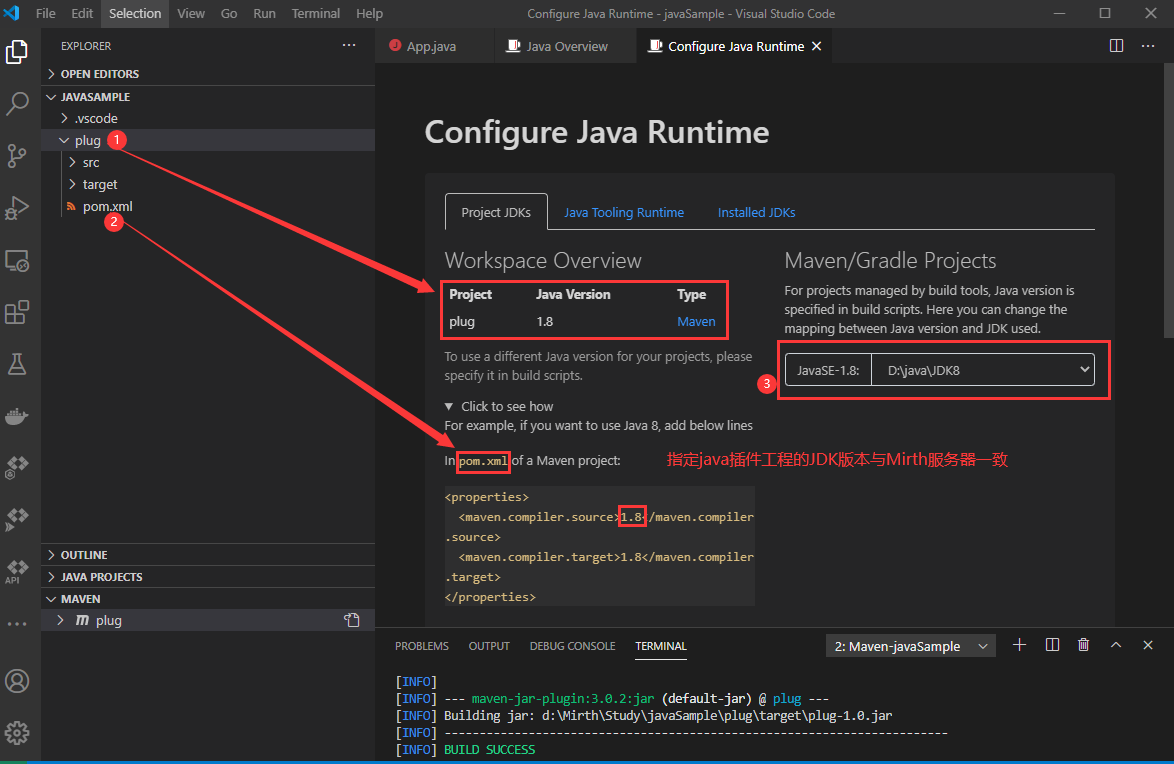 File Edit Selection View Go Run Terminal Help
Configure Java Runtime - javaSample - Visual Studio Code
EXPLORER
App.java
Java Overview
Configure Java Runtime
OPEN EDITORS
JAVASAMPLE
.vscode
plug 1
src
target
pom.xml
2
OUTLINE
JAVA PROJECTS
MAVEN
m plug
API
Configure Java Runtime
Project JDKs
Java Tooling Runtime
Installed JDKs
Workspace Overview
Project Java Version Type
plug 1.8 Maven
To use a different Java version for your projects, please
specify it in build scripts.
Click to see how
For example, if you want to use Java 8, add below lines
In pom.xml of a Maven project:
<properties>
<maven.compiler.source>1.8</maven.compiler
.source>
<maven.compiler.target>1.8</maven.compiler
.target>
</properties>
Maven/Gradle Projects
For projects managed by build tools, Java version is
specified in build scripts. Here you can change the
mapping between Java version and JDK used.
JavaSE-1.8: D:\java\JDK8
3
指定java插件工程的JDK版本与Mirth服务器一致
PROBLEMS OUTPUT DEBUG CONSOLE TERMINAL
2: Maven-javaSample
[INFO]
[INFO] --- maven-jar-plugin:3.0.2:jar (default-jar) @ plug ---
[INFO] Building jar: d:\Mirth\Study\javaSample\plug\target\plug-1.0.jar
[INFO] ------------------------------------------------------------------------
[INFO] BUILD SUCCESS